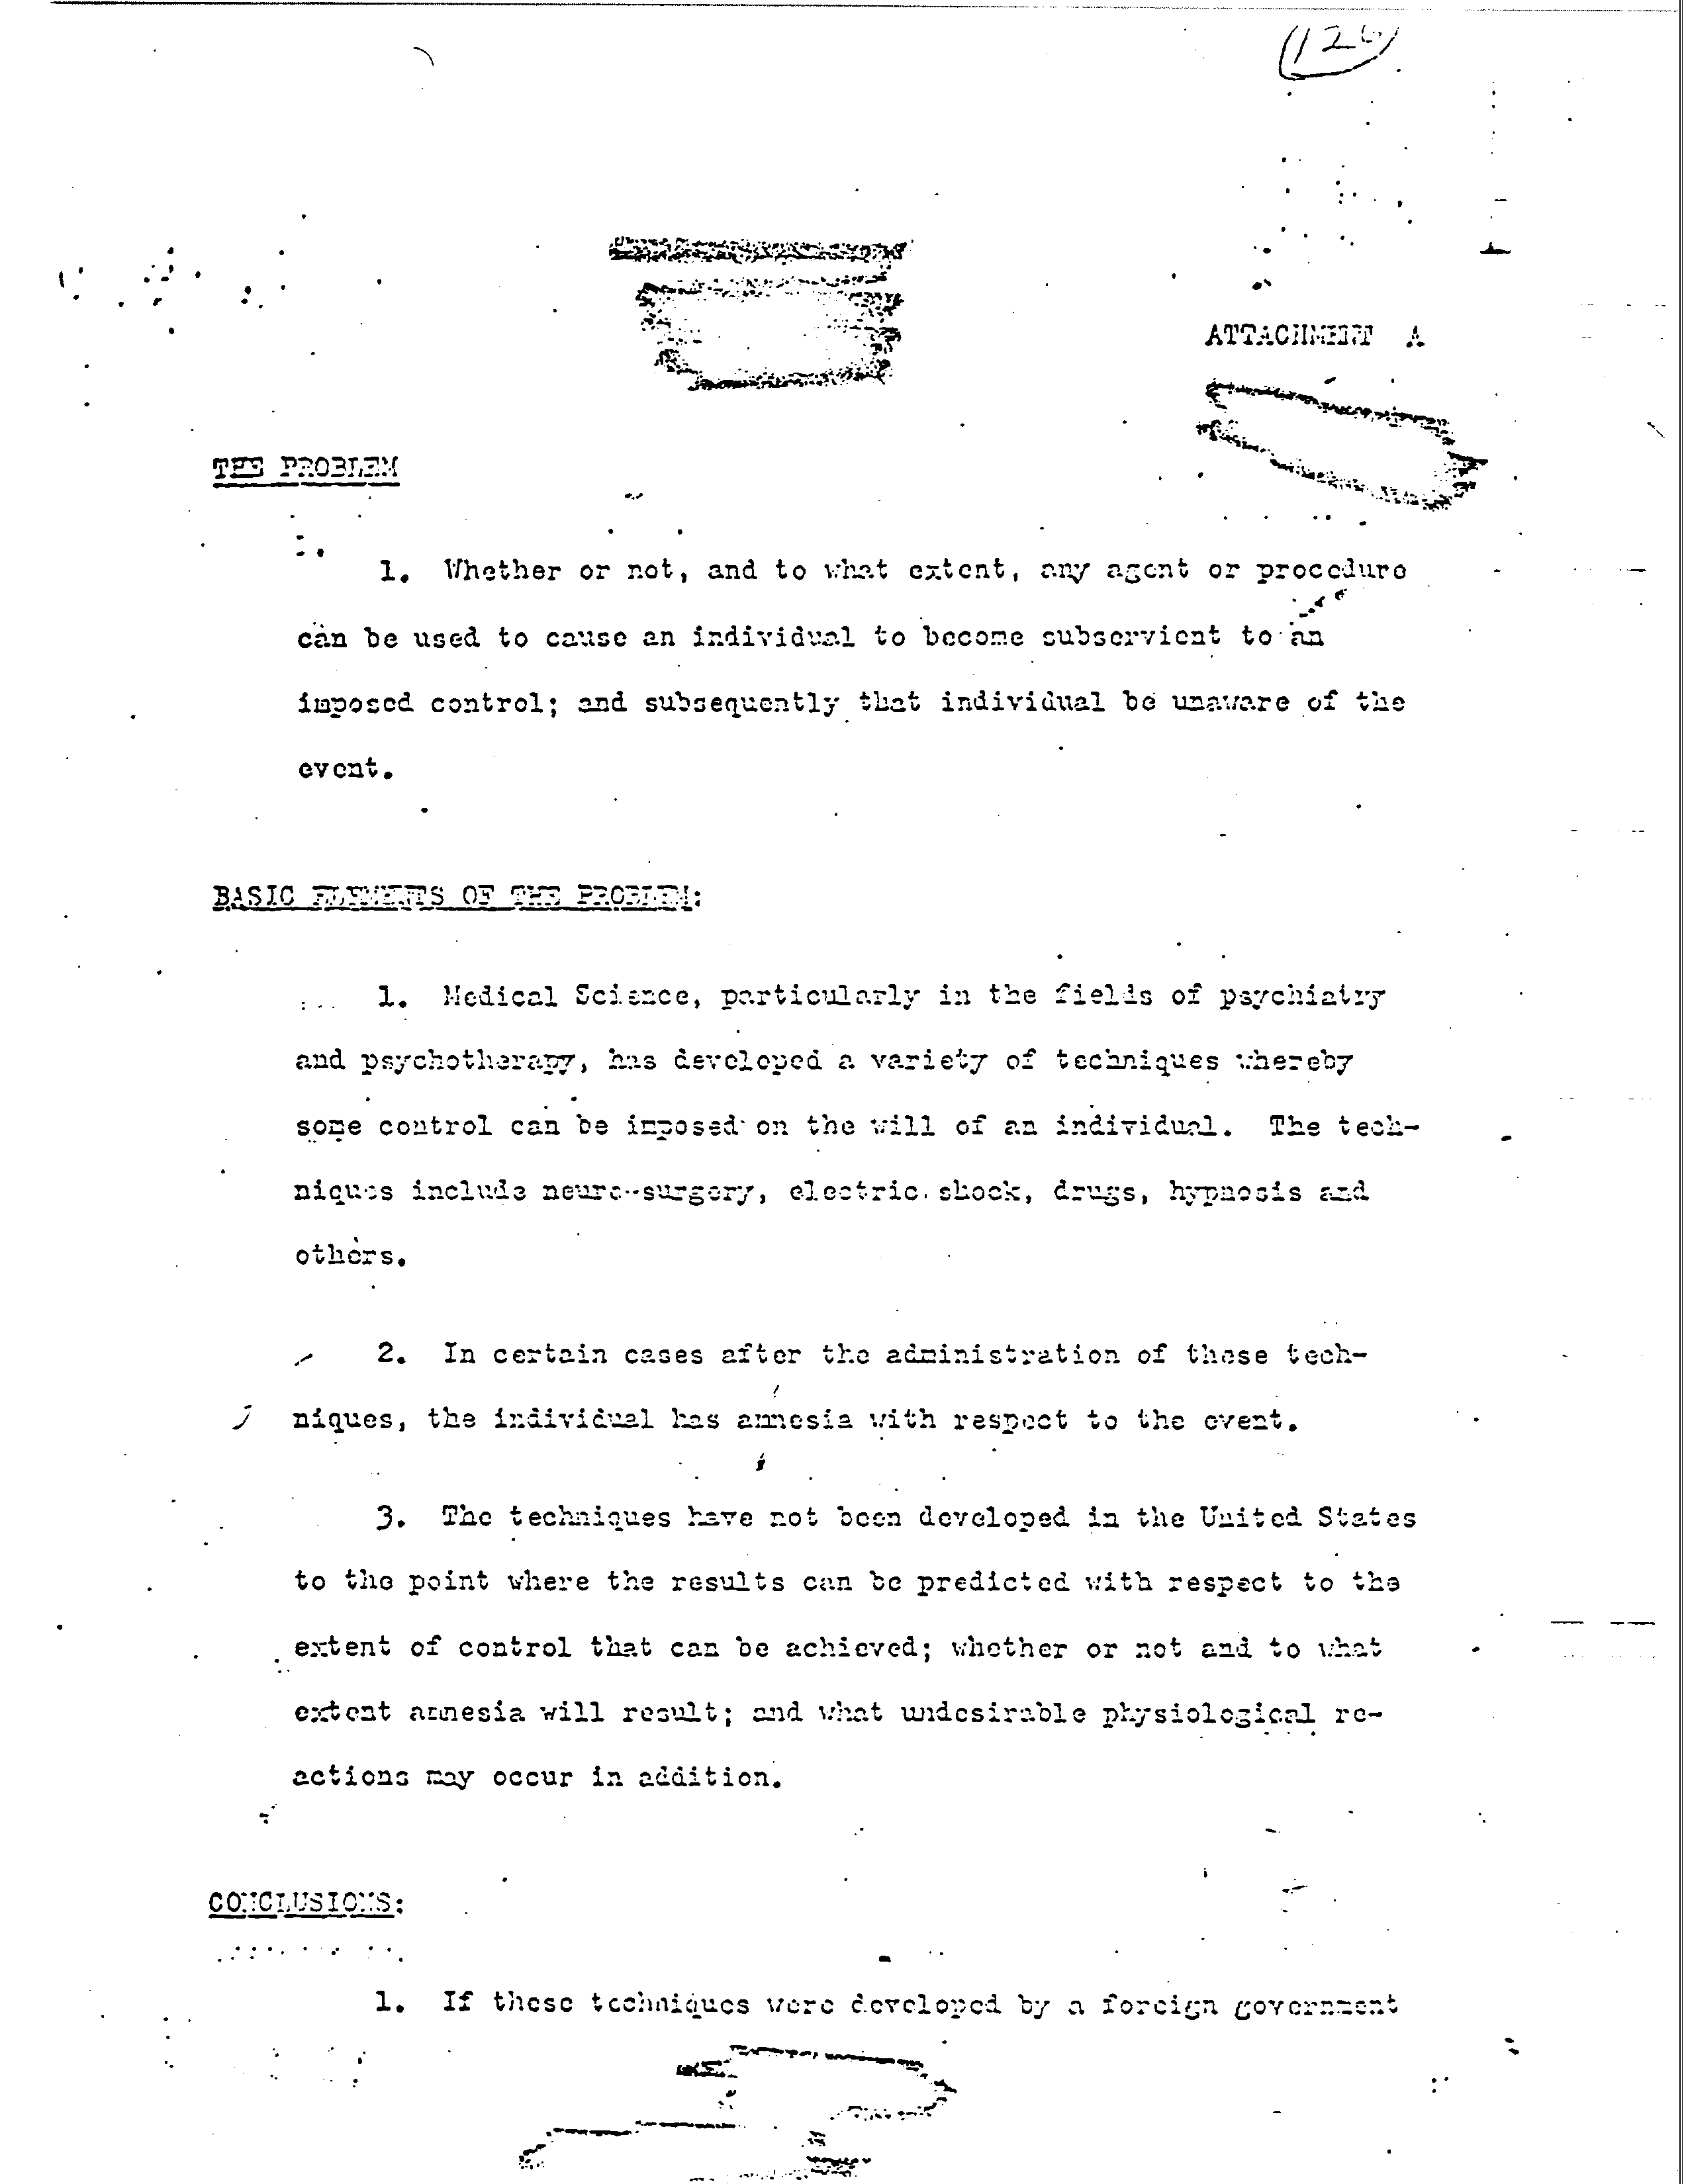 (126)
ATTACHMENT A
THE PROBLEM
1. Whether or not, and to what extent, any agent or procedure
can be used to cause an individual to become subservient to an
imposed control; and subsequently that individual be unaware of the
event.
BASIC ELEMENTS OF THE PROBLEM:
1. Medical Science, particularly in the fields of psychiatry
and psychotherapy, has developed a variety of techniques whereby
some control can be imposed on the will of an individual. The tech-
niques include neuro-surgery, electric shock, drugs, hypnosis and
others.
2. In certain cases after the administration of these tech-
niques, the individual has amnesia with respect to the event.
3. The techniques have not been developed in the United States
to the point where the results can be predicted with respect to the
extent of control that can be achieved; whether or not and to what
extent amnesia will result; and what undesirable physiological re-
actions may occur in addition.
CONCLUSIONS:
1. If these techniques were developed by a foreign government